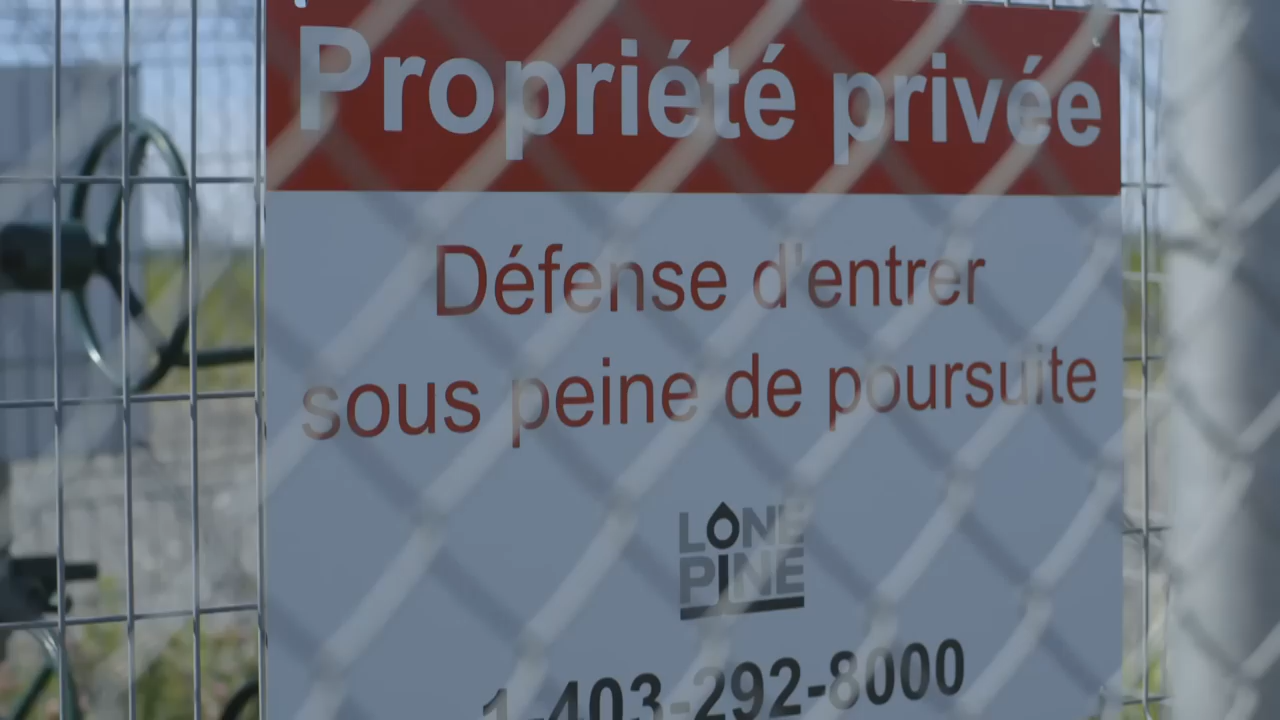 Propriété privée
Défense d'entrer
sous peine de poursuite
LONE
PINE
1-403-292-8000